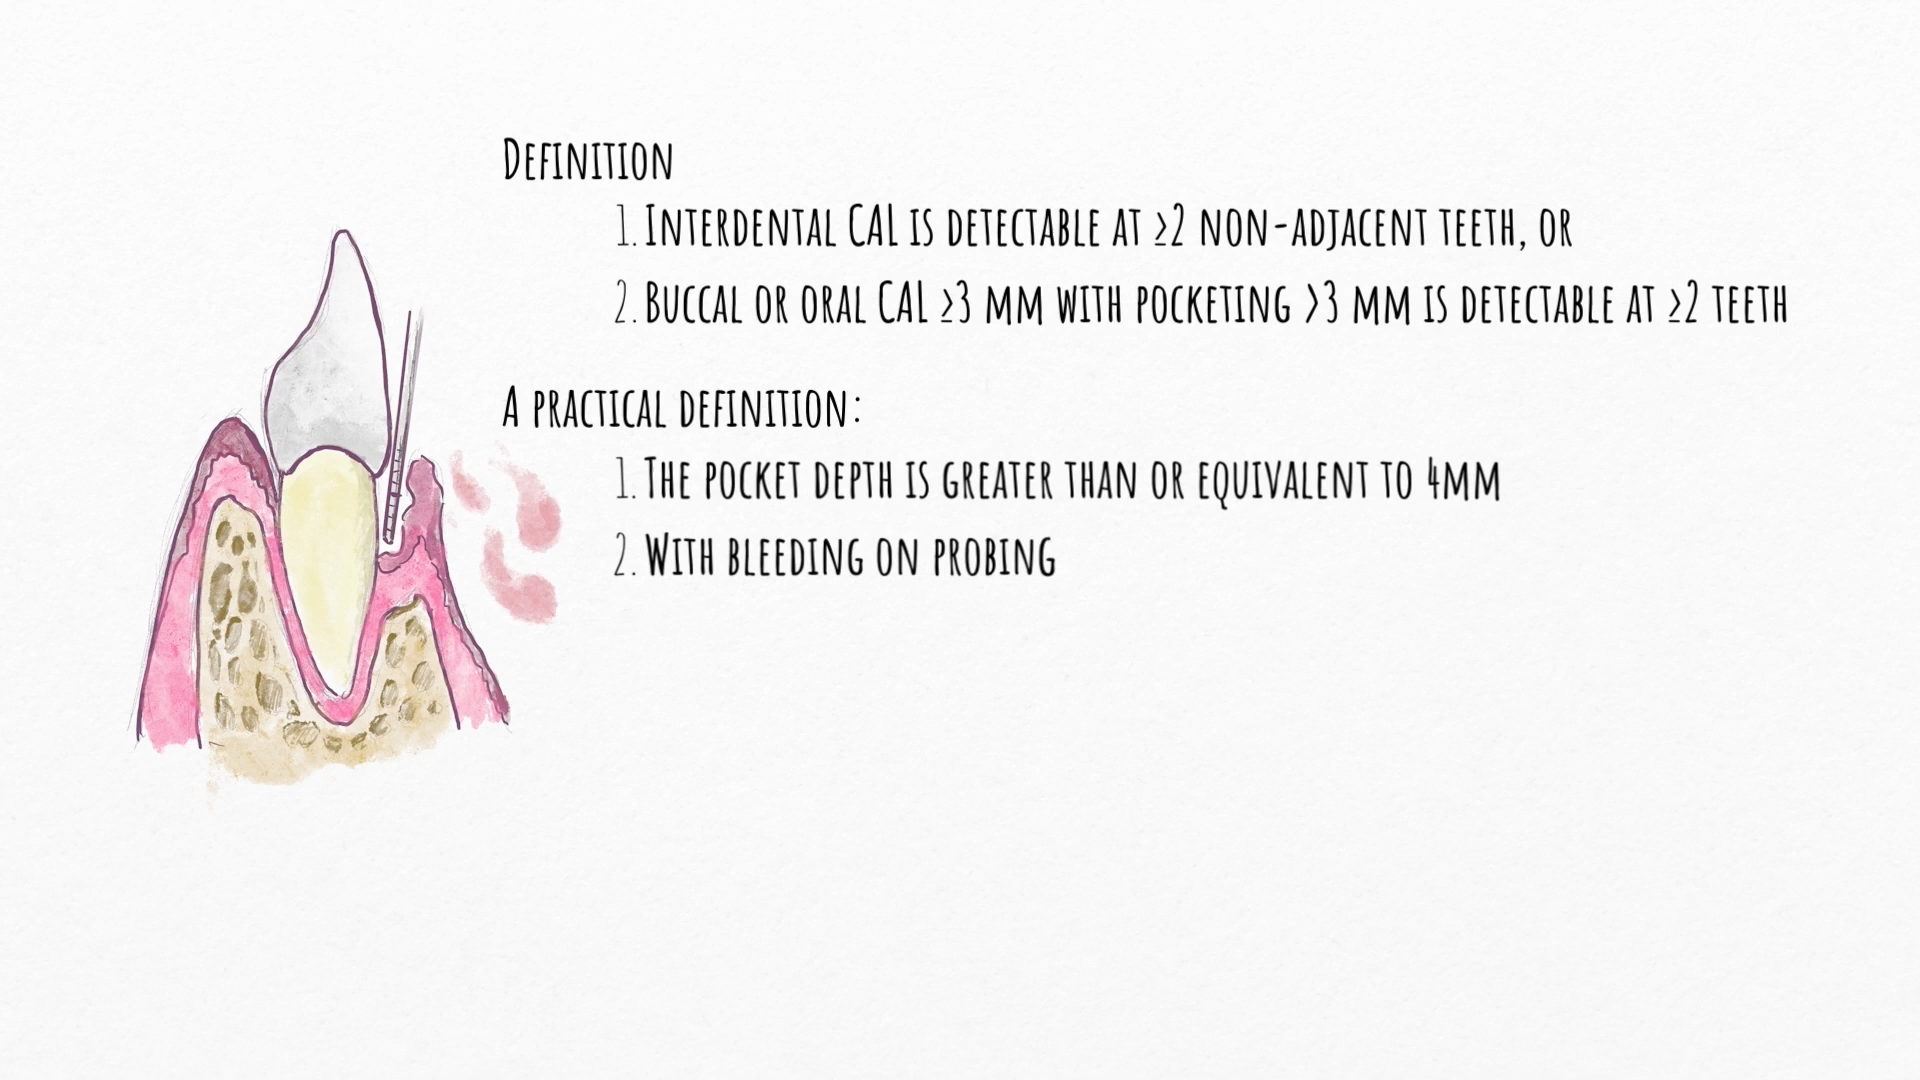 Definition
1. Interdental CAL is detectable at ≥2 non-adjacent teeth, or
2. Buccal or oral CAL ≥3 mm with pocketing >3 mm is detectable at ≥2 teeth
A practical definition:
1. The pocket depth is greater than or equivalent to 4mm
2. With bleeding on probing